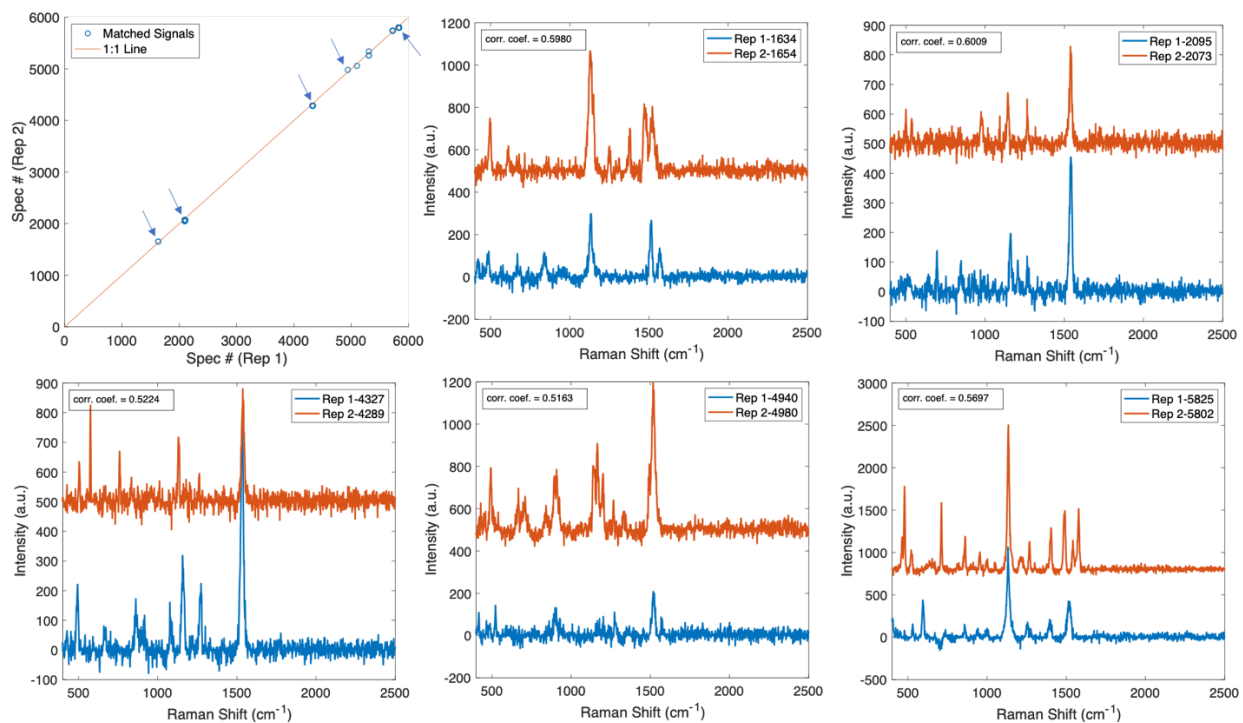 6000
5000
4000
3000
2000
1000
0
Spec # (Rep 2)
Matched Signals
1:1 Line
0 1000 2000 3000 4000 5000 6000
Spec # (Rep 1)
1200
1000
800
600
400
200
0
-200
Intensity (a.u.)
corr. coef. = 0.5980
Rep 1-1634
Rep 2-1654
500 1000 1500 2000 2500
Raman Shift (cm⁻¹)
900
800
700
600
500
400
300
200
100
0
-100
Intensity (a.u.)
corr. coef. = 0.6009
Rep 1-2095
Rep 2-2073
500 1000 1500 2000 2500
Raman Shift (cm⁻¹)
900
800
700
600
500
400
300
200
100
0
-100
Intensity (a.u.)
corr. coef. = 0.5224
Rep 1-4327
Rep 2-4289
500 1000 1500 2000 2500
Raman Shift (cm⁻¹)
1200
1000
800
600
400
200
0
-200
Intensity (a.u.)
corr. coef. = 0.5163
Rep 1-4940
Rep 2-4980
500 1000 1500 2000 2500
Raman Shift (cm⁻¹)
3000
2500
2000
1500
1000
500
0
-500
Intensity (a.u.)
corr. coef. = 0.5697
Rep 1-5825
Rep 2-5802
500 1000 1500 2000 2500
Raman Shift (cm⁻¹)